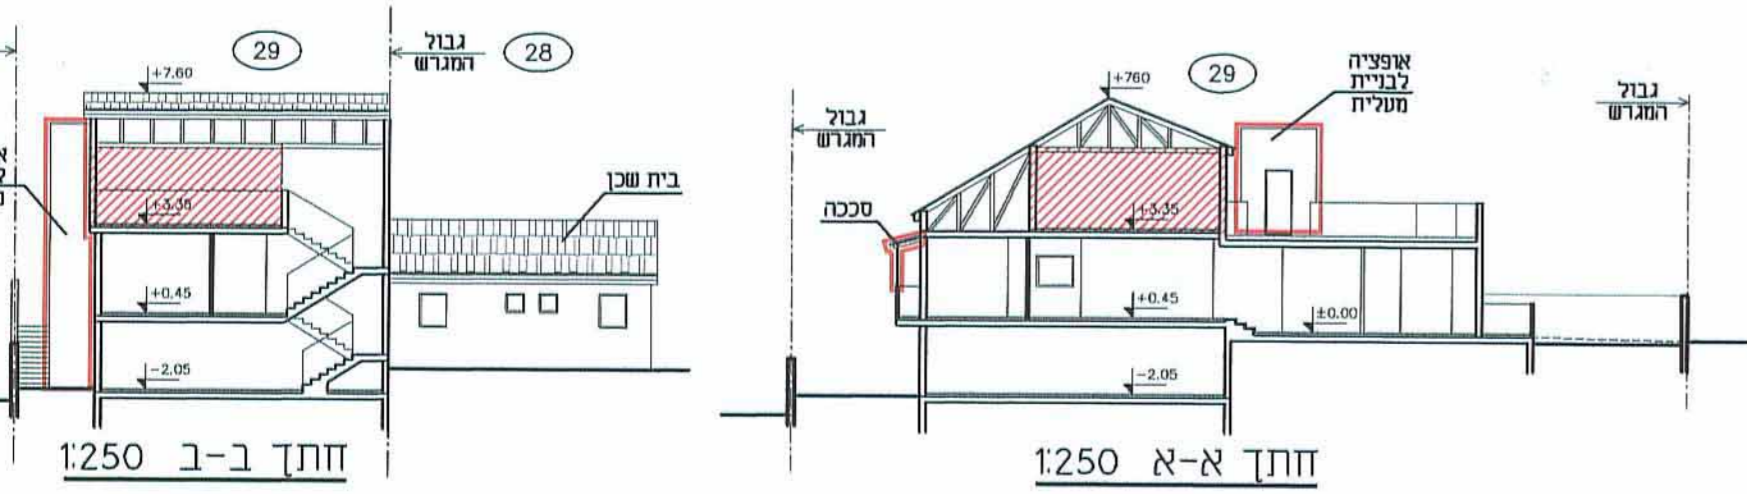 29
גבול
המגרש
28
+7.60
בית שכן
+3.35
+0.45
-2.05
חתך ב-ב 1:250
אופציה
לבניית
מעלית
29
גבול
המגרש
+760
גבול
המגרש
סככה
+3.35
+0.45
±0.00
-2.05
חתך א-א 1:250